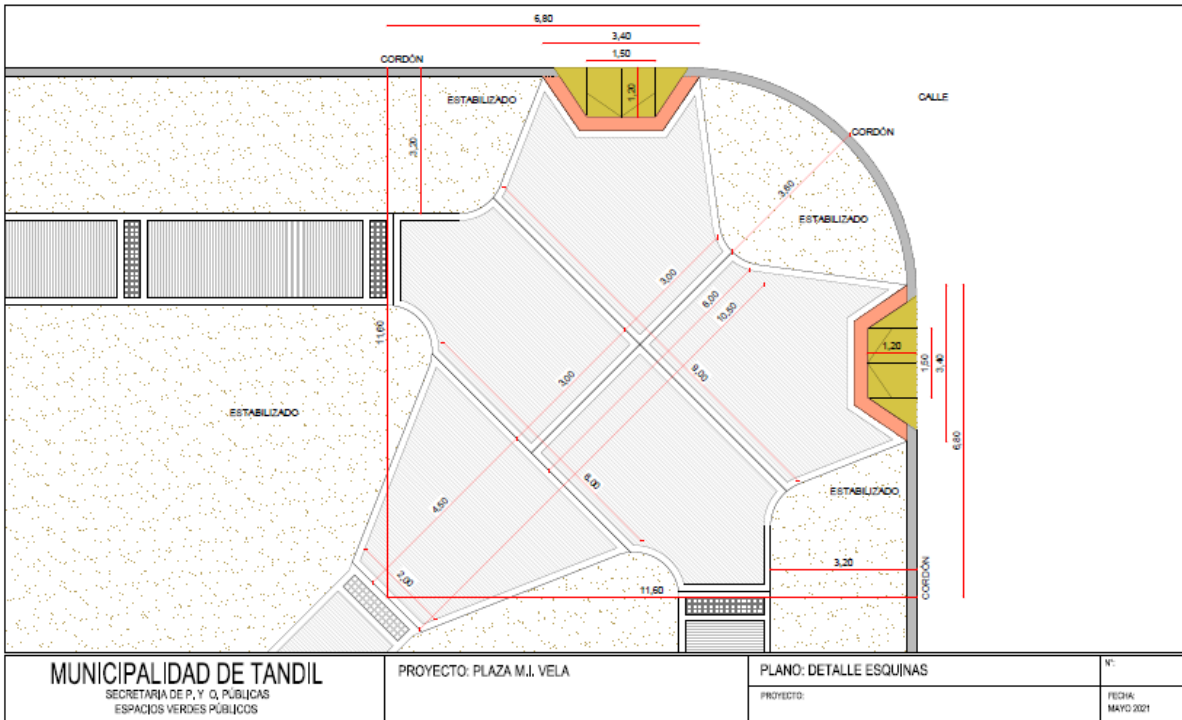 6,80
3,40
1,50
CORDÓN
1,20
ESTABILIZADO
CALLE
CORDÓN
3,20
3,60
ESTABILIZADO
3,00
6,00
10,50
11,60
1,20
1,50
3,40
3,00
9,00
ESTABILIZADO
6,80
6,00
ESTABILIZADO
4,50
3,20
2,00
11,60
CORDÓN
MUNICIPALIDAD DE TANDIL
SECRETARIA DE P. Y O. PÚBLICAS
ESPACIOS VERDES PÚBLICOS
PROYECTO: PLAZA M.I. VELA
PLANO: DETALLE ESQUINAS
PROYECTO:
N°:
FECHA:
MAYO 2021